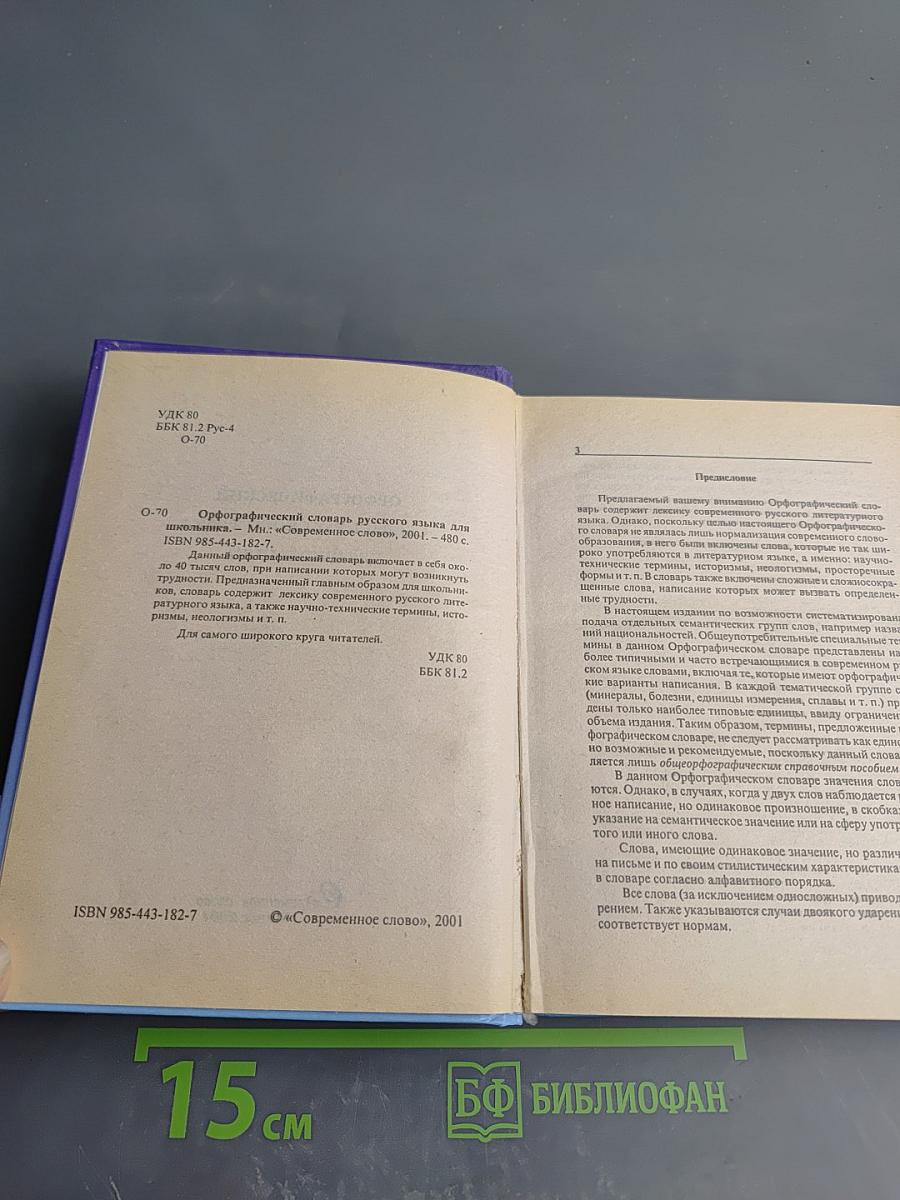 УДК 80
ББК 81.2 Рус-4
О-70
О-70 Орфографический словарь русского языка для
школьника. – Мн.: «Современное слово», 2001. – 480 с.
ISBN 985-443-182-7.
Данный орфографический словарь включает в себя око-
ло 40 тысяч слов, при написании которых могут возникнуть
трудности. Предназначенный главным образом для школьни-
ков, словарь содержит лексику современного русского лите-
ратурного языка, а также научно-технические термины, исто-
ризмы, неологизмы и т. п.
Для самого широкого круга читателей.
УДК 80
ББК 81.2
ISBN 985-443-182-7
© «Современное слово», 2001
3
Предисловие
Предлагаемый вашему вниманию Орфографический сло-
варь содержит лексику современного русского литературного
языка. Однако, поскольку целью настоящего Орфографическо-
го словаря не являлась лишь нормализация современного слово-
образования, в него были включены слова, которые не так ши-
роко употребляются в литературном языке, а именно: научно-
технические термины, историзмы, неологизмы, просторечные
формы и т. п. В словарь также включены сложные и сложносокра-
щенные слова, написание которых может вызвать определен-
ные трудности.
В настоящем издании по возможности систематизирована
подача отдельных семантических групп слов, например назва
ний национальностей. Общеупотребительные специальные тер
мины в данном Орфографическом словаре представлены на
более типичными и часто встречающимися в современном ру
ском языке словами, включая те, которые имеют орфографич
кие варианты написания. В каждой тематической группе с
(минералы, болезни, единицы измерения, сплавы и т. п.) пр
дены только наиболее типовые единицы, ввиду ограничен
объема издания. Таким образом, термины, предложенные
фографическом словаре, не следует рассматривать как единс
но возможные и рекомендуемые, поскольку данный слова
ляется лишь общеорфографическим справочным пособием
В данном Орфографическом словаре значения слов
ются. Однако, в случаях, когда у двух слов наблюдается
ное написание, но одинаковое произношение, в скобка
указание на семантическое значение или на сферу употр
того или иного слова.
Слова, имеющие одинаковое значение, но различ
на письме и по своим стилистическим характеристика
в словаре согласно алфавитного порядка.
Все слова (за исключением односложных) привод
рением. Также указываются случаи двоякого ударени
соответствует нормам.
15 см
БФ БИБЛИОФАН